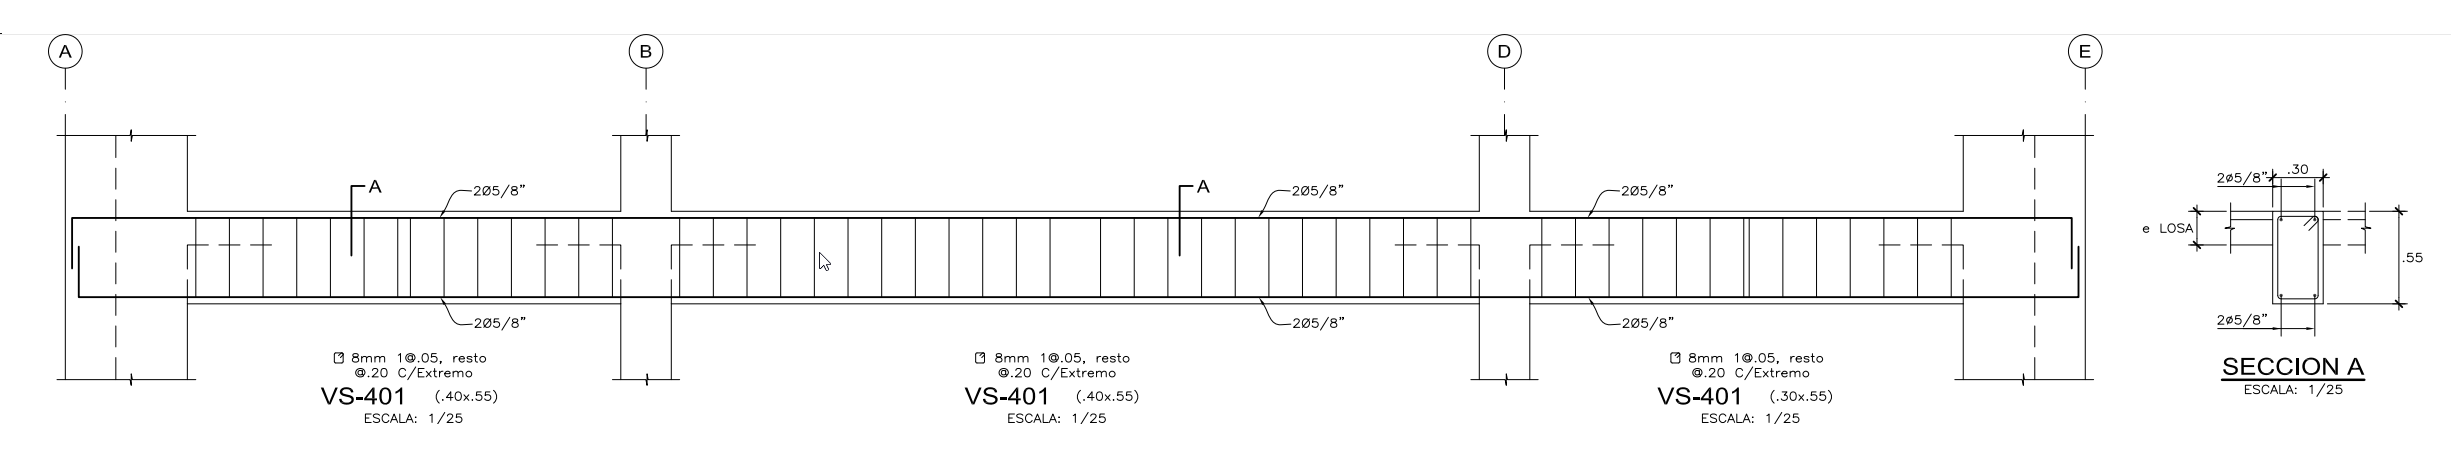 A
B
D
E
A
A
2Ø5/8"
2Ø5/8"
2Ø5/8"
2Ø5/8"
2Ø5/8"
2Ø5/8"
8mm 1@.05, resto
@.20 C/Extremo
VS-401 (.40x.55)
ESCALA: 1/25
8mm 1@.05, resto
@.20 C/Extremo
VS-401 (.40x.55)
ESCALA: 1/25
8mm 1@.05, resto
@.20 C/Extremo
VS-401 (.30x.55)
ESCALA: 1/25
.30
2ø5/8"
e LOSA
.55
2ø5/8"
SECCION A
ESCALA: 1/25